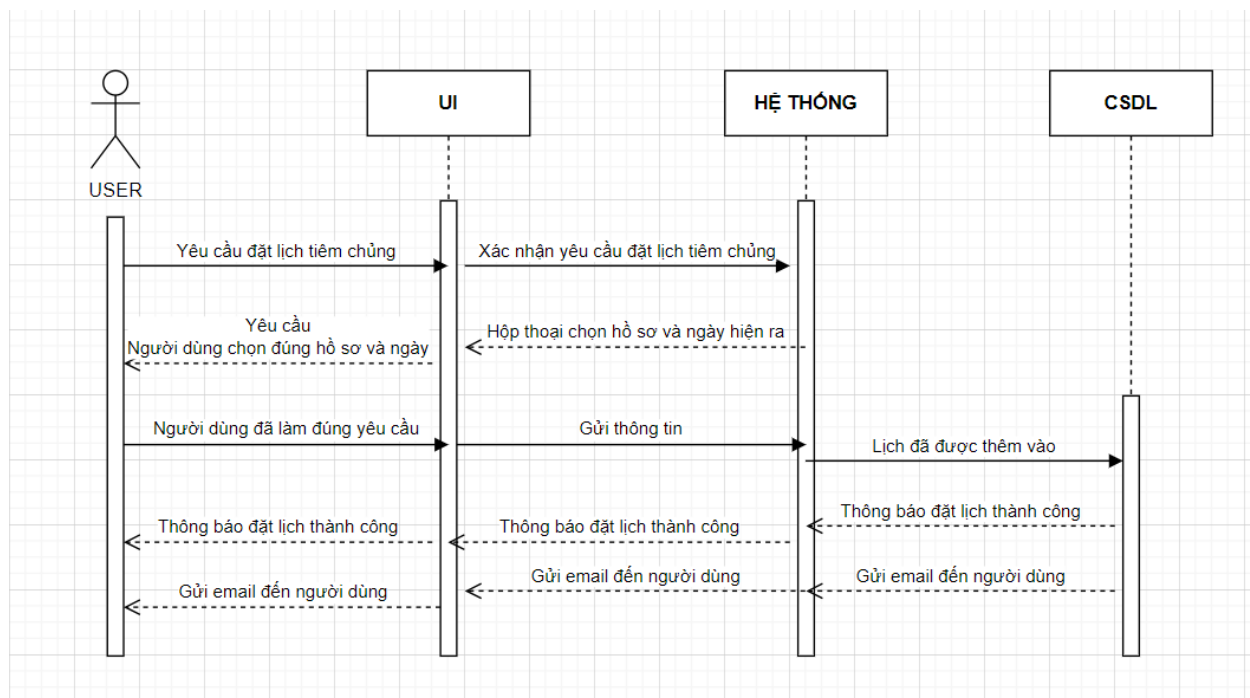 UI
HỆ THỐNG
CSDL
USER
Yêu cầu đặt lịch tiêm chủng
Xác nhận yêu cầu đặt lịch tiêm chủng
Yêu cầu
Người dùng chọn đúng hồ sơ và ngày
Hộp thoại chọn hồ sơ và ngày hiện ra
Người dùng đã làm đúng yêu cầu
Gửi thông tin
Lịch đã được thêm vào
Thông báo đặt lịch thành công
Thông báo đặt lịch thành công
Thông báo đặt lịch thành công
Gửi email đến người dùng
Gửi email đến người dùng
Gửi email đến người dùng